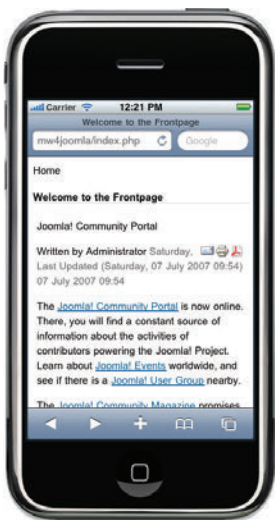 Carrier 12:21 PM
Welcome to the Frontpage
mw4joomla/index.php Google
Home
Welcome to the Frontpage
Joomla! Community Portal
Written by Administrator Saturday,
Last Updated (Saturday, 07 July 2007 09:54)
07 July 2007 09:54
The Joomla! Community Portal is now online.
There, you will find a constant source of
information about the activities of
contributors powering the Joomla! Project.
Learn about Joomla! Events worldwide, and
see if there is a Joomla! User Group nearby.
The Joomla! Community Magazine promises